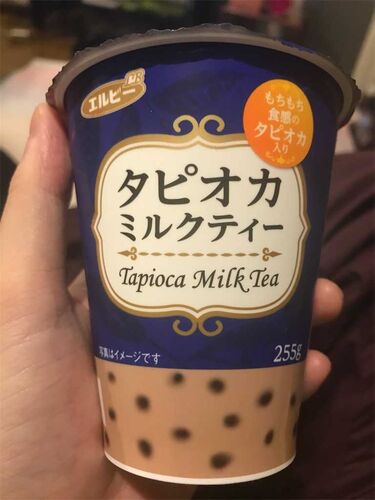 エルビー
もちもち
食感の
タピオカ
入り
タピオカ
ミルクティー
Tapioca Milk Tea
255g
写真はイメージです